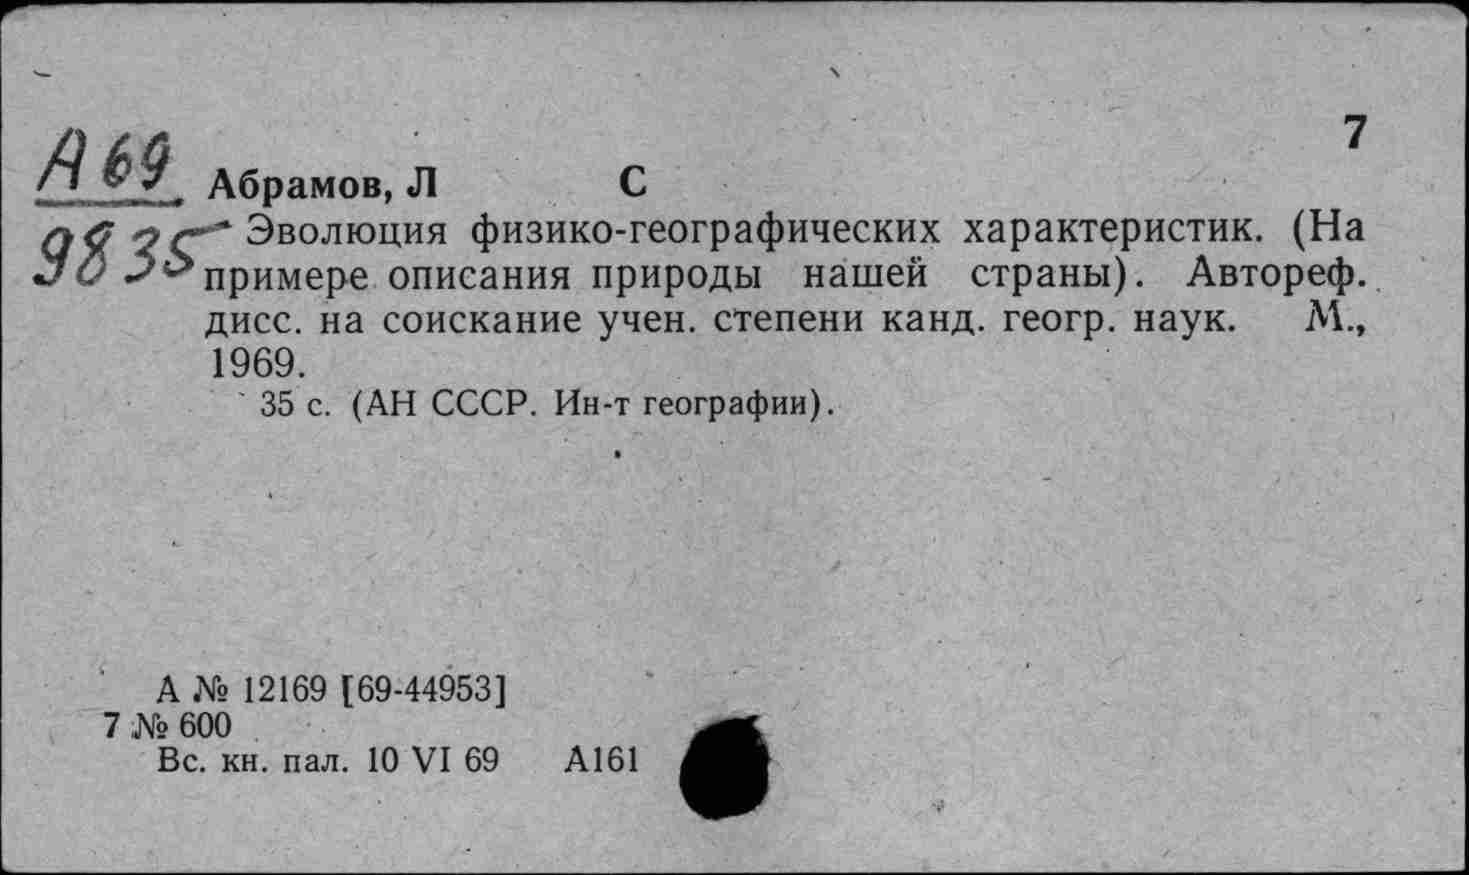 7
А69
Абрамов, Л С
9835
Эволюция физико-географических характеристик. (На
примере описания природы нашей страны). Автореф.
дисс. на соискание учен. степени канд. геогр. наук. М.,
1969.
35 с. (АН СССР. Ин-т географии).
А № 12169 [69-44953]
7 № 600
Вс. кн. пал. 10 VI 69 А161